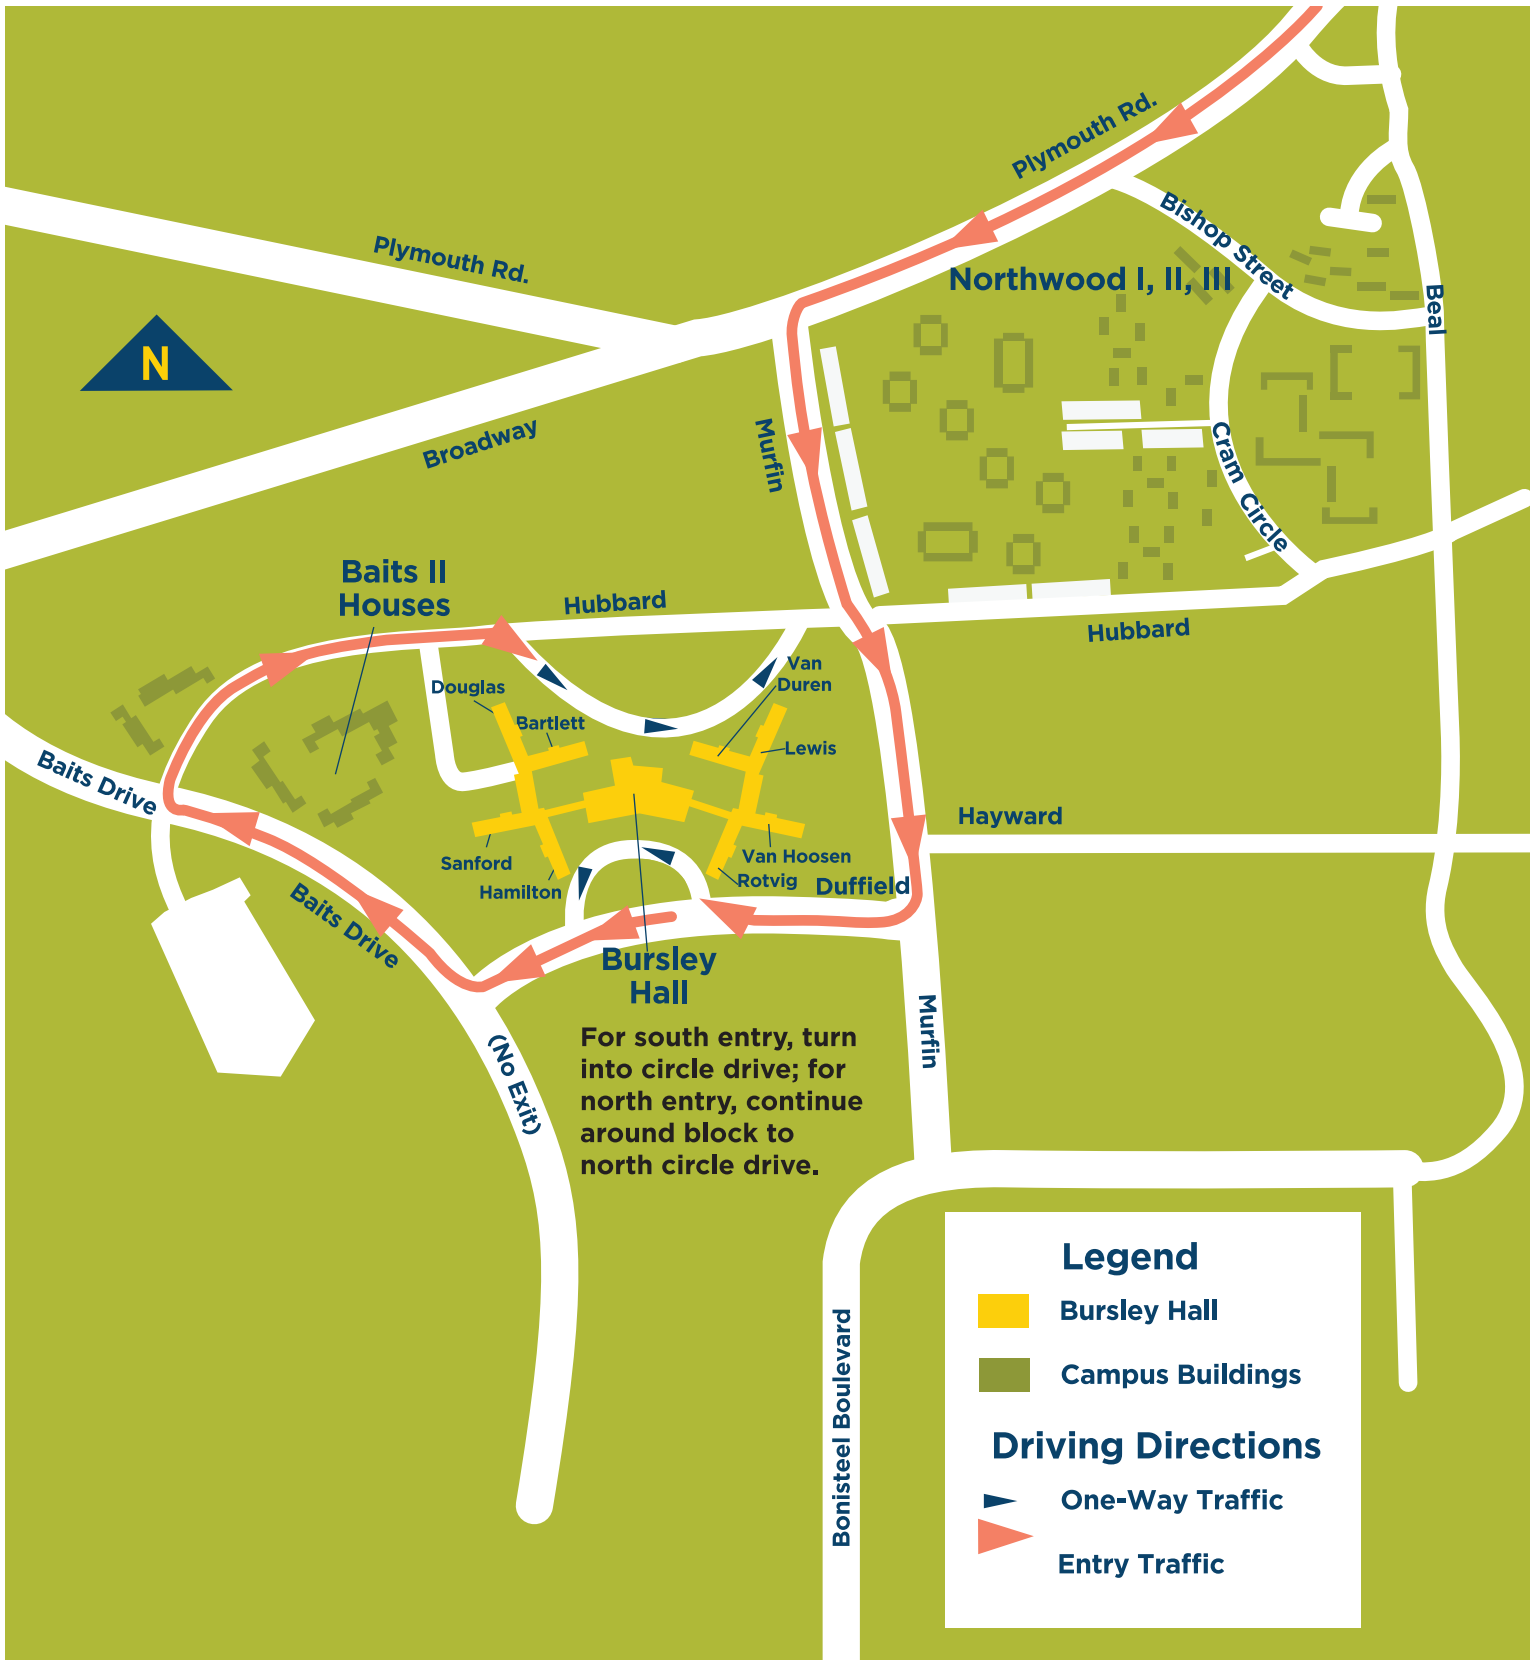 Plymouth Rd.
Bishop Street
Plymouth Rd.
Northwood I, II, III
Beal
N
Broadway
Murfin
Cram Circle
Baits II
Houses
Hubbard
Hubbard
Van
Duren
Douglas
Bartlett
Lewis
Baits Drive
Hayward
Sanford
Van Hoosen
Hamilton
Rotvig
Duffield
Baits Drive
Bursley
Hall
Murfin
(No Exit)
For south entry, turn
into circle drive; for
north entry, continue
around block to
north circle drive.
Bonisteel Boulevard
Legend
Bursley Hall
Campus Buildings
Driving Directions
One-Way Traffic
Entry Traffic